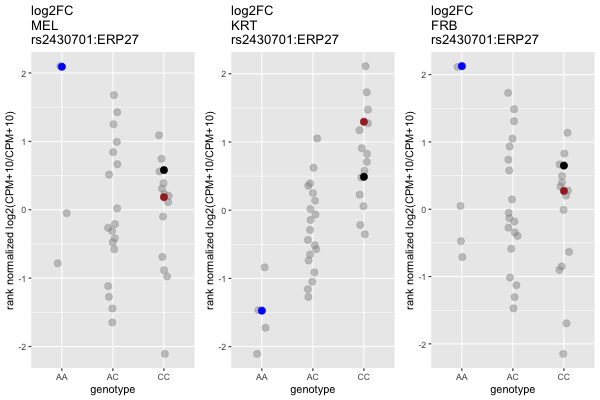 log2FC
MEL
rs2430701:ERP27
rank normalized log2(CPM+10/CPM+10)
2
1
0
-1
-2
AA
AC
CC
genotype
log2FC
KRT
rs2430701:ERP27
rank normalized log2(CPM+10/CPM+10)
2
1
0
-1
-2
AA
AC
CC
genotype
log2FC
FRB
rs2430701:ERP27
rank normalized log2(CPM+10/CPM+10)
2
1
0
-1
-2
AA
AC
CC
genotype